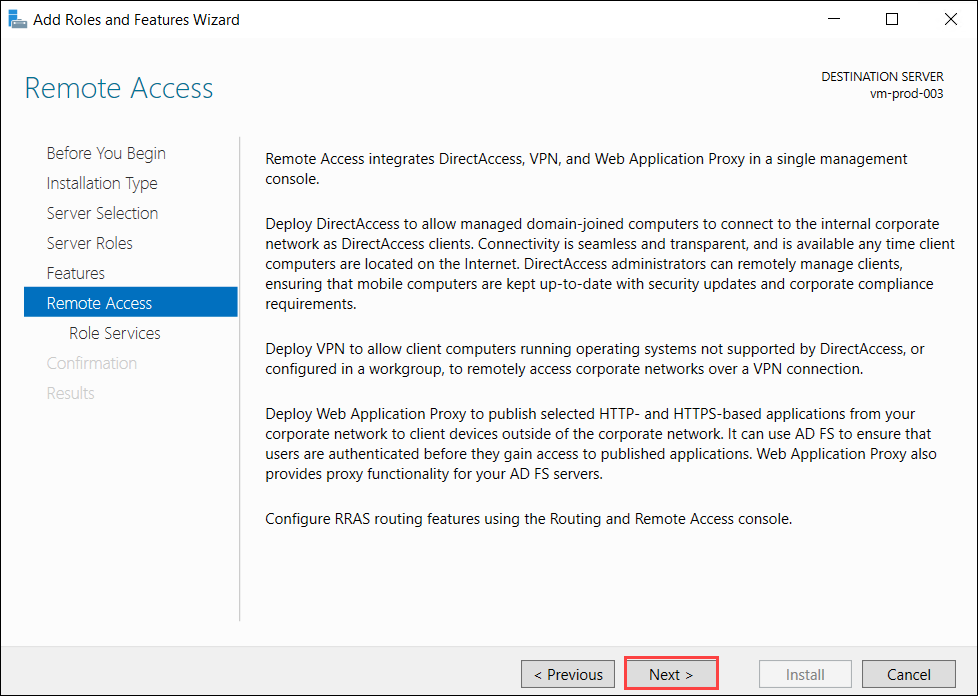 Add Roles and Features Wizard
Remote Access
DESTINATION SERVER
vm-prod-003
Before You Begin
Installation Type
Server Selection
Server Roles
Features
Remote Access
Role Services
Confirmation
Results
Remote Access integrates DirectAccess, VPN, and Web Application Proxy in a single management
console.
Deploy DirectAccess to allow managed domain-joined computers to connect to the internal corporate
network as DirectAccess clients. Connectivity is seamless and transparent, and is available any time client
computers are located on the Internet. DirectAccess administrators can remotely manage clients,
ensuring that mobile computers are kept up-to-date with security updates and corporate compliance
requirements.
Deploy VPN to allow client computers running operating systems not supported by DirectAccess, or
configured in a workgroup, to remotely access corporate networks over a VPN connection.
Deploy Web Application Proxy to publish selected HTTP- and HTTPS-based applications from your
corporate network to client devices outside of the corporate network. It can use AD FS to ensure that
users are authenticated before they gain access to published applications. Web Application Proxy also
provides proxy functionality for your AD FS servers.
Configure RRAS routing features using the Routing and Remote Access console.
< Previous
Next >
Install
Cancel